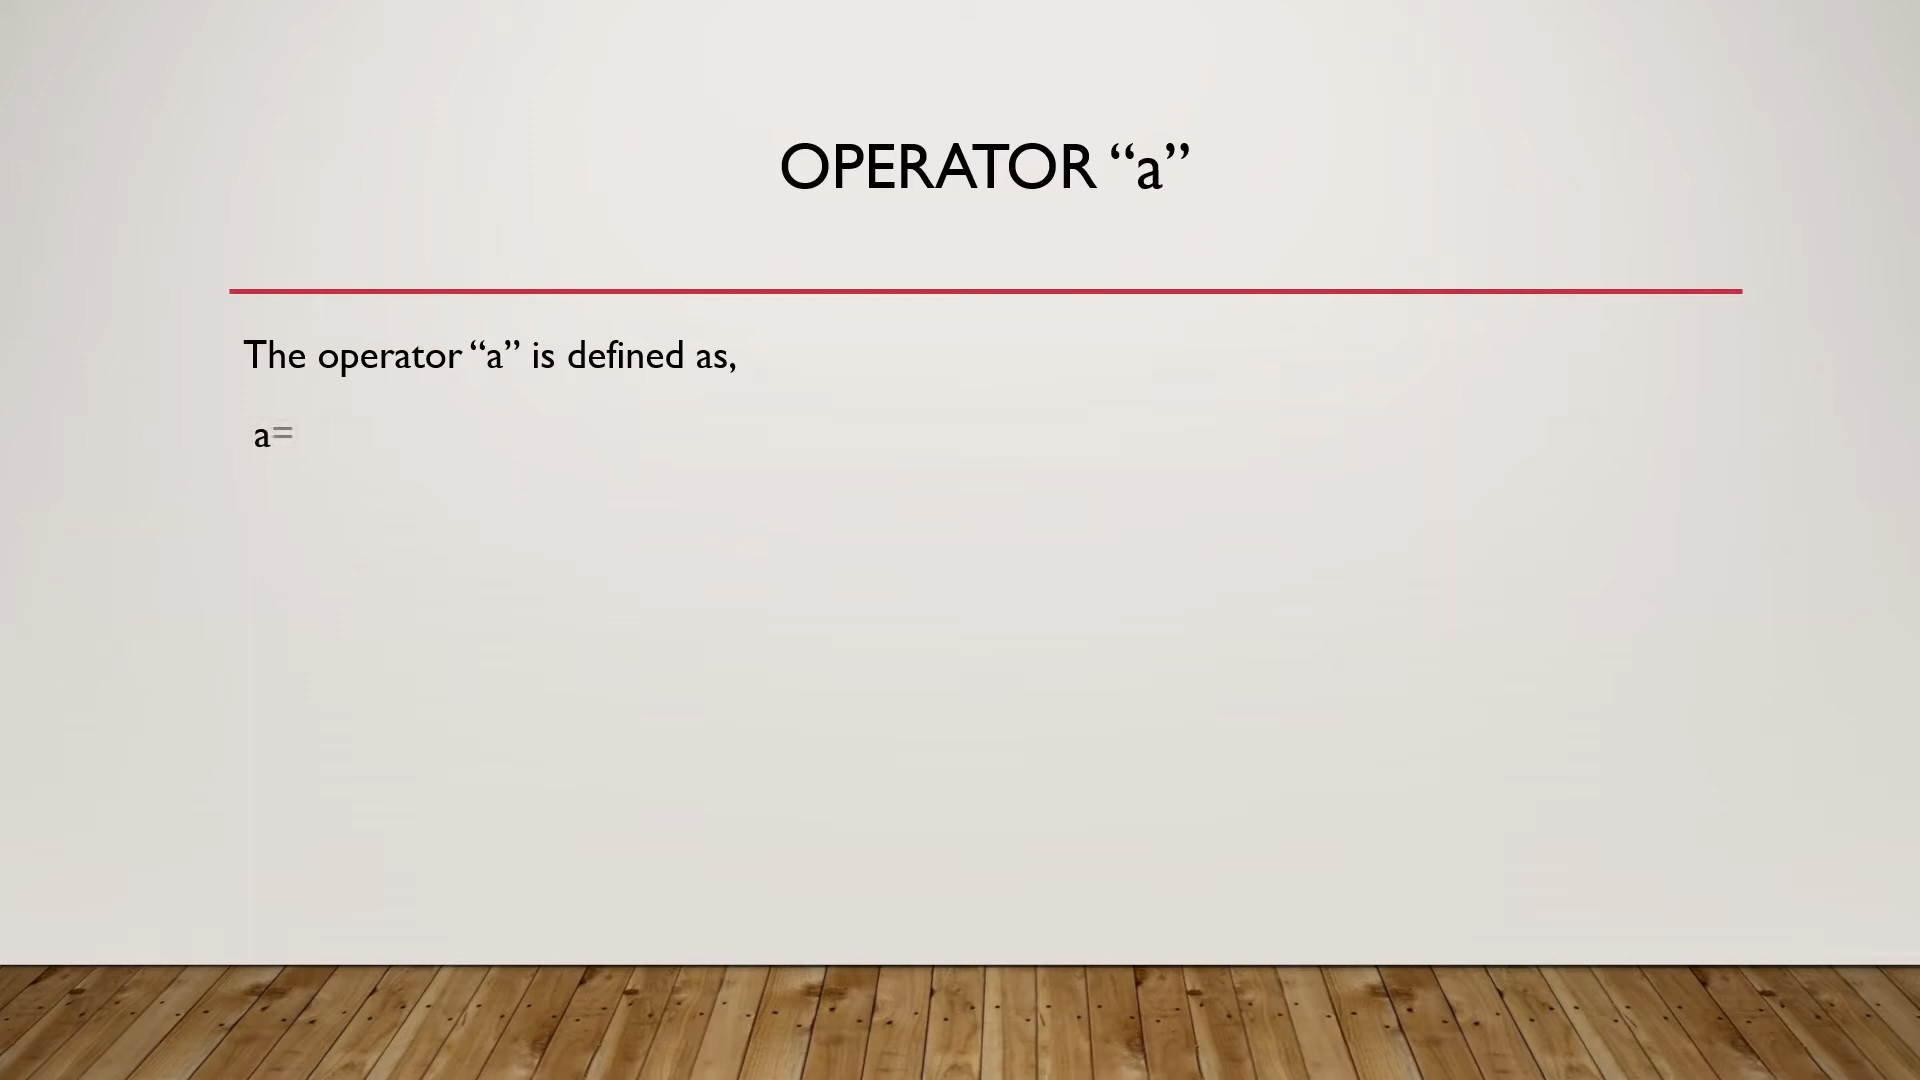 OPERATOR “a”
The operator “a” is defined as,
a=